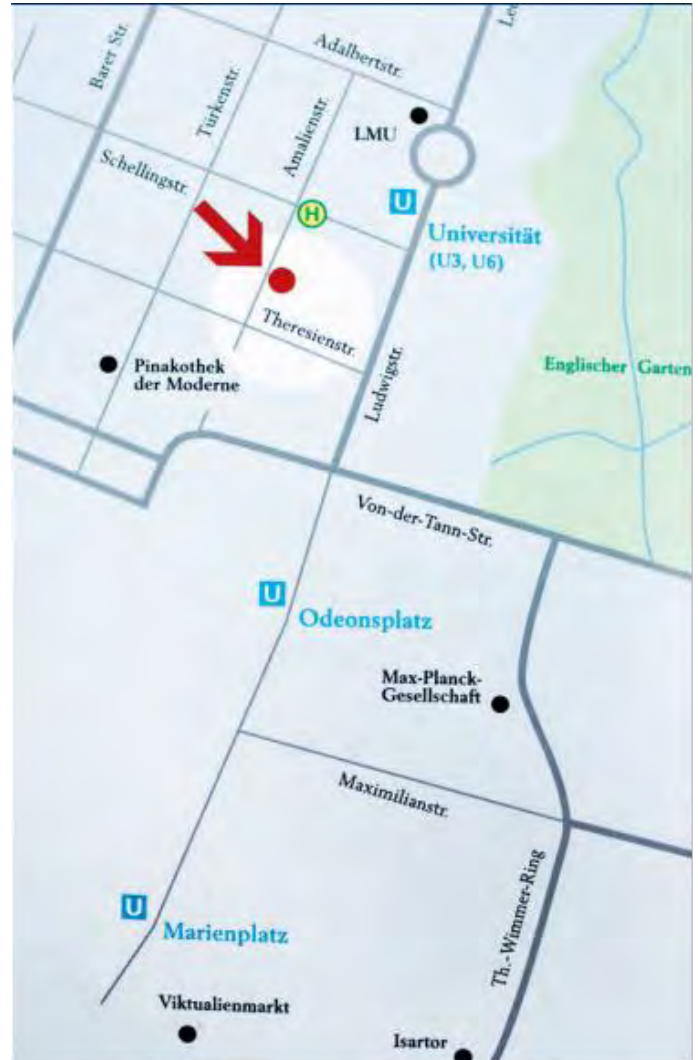 Adalbertstr.
Barer Str.
Türkenstr.
Amalienstr.
LMU
Schellingstr.
H
U
Universität
(U3, U6)
Theresienstr.
Ludwigstr.
Pinakothek
der Moderne
Englischer Garten
Von-der-Tann-Str.
U
Odeonsplatz
Max-Planck-
Gesellschaft
Maximilianstr.
U
Marienplatz
Th.-Wimmer-Ring
Viktualienmarkt
Isartor